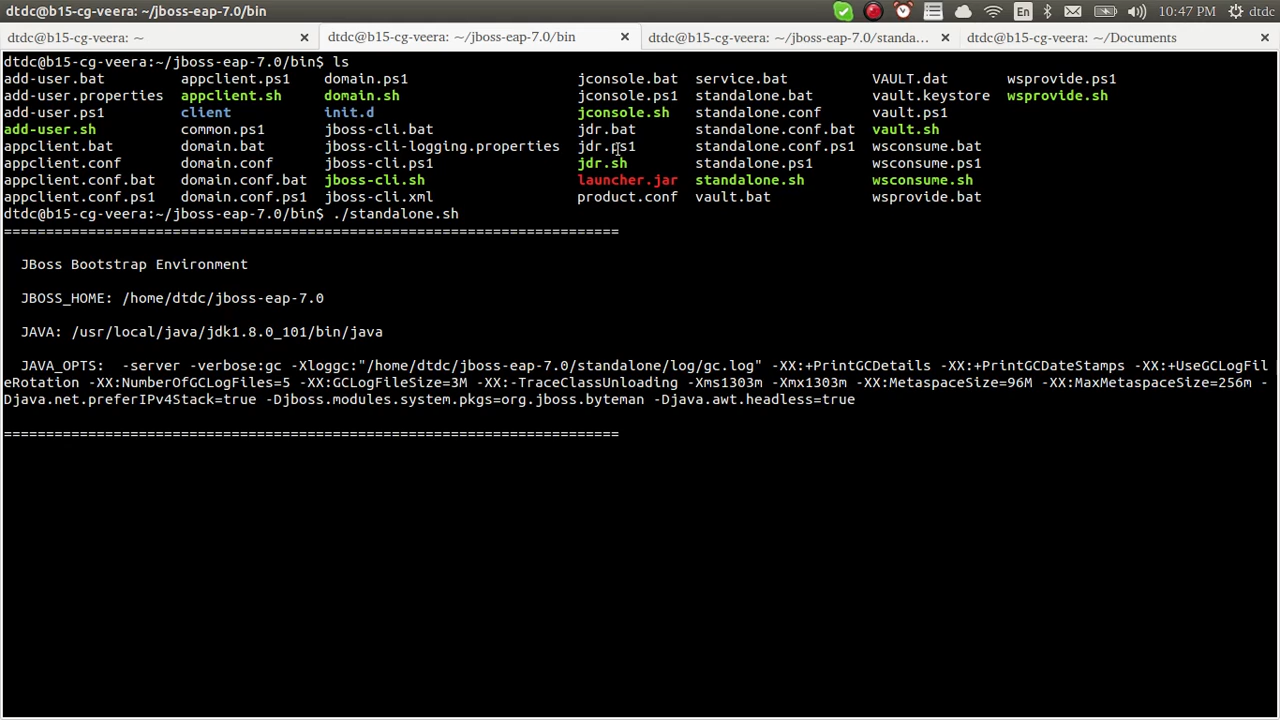 dtdc@b15-cg-veera: ~/jboss-eap-7.0/bin En 10:47 PM dtdc
dtdc@b15-cg-veera: ~ × dtdc@b15-cg-veera: ~/jboss-eap-7.0/bin × dtdc@b15-cg-veera: ~/jboss-eap-7.0/standa... × dtdc@b15-cg-veera: ~/Documents ×
dtdc@b15-cg-veera:~/jboss-eap-7.0/bin$ ls
add-user.bat appclient.ps1 domain.ps1 jconsole.bat service.bat VAULT.dat wsprovide.ps1
add-user.properties appclient.sh domain.sh jconsole.ps1 standalone.bat vault.keystore wsprovide.sh
add-user.ps1 client init.d jconsole.sh standalone.conf vault.ps1
add-user.sh common.ps1 jboss-cli.bat jdr.bat standalone.conf.bat vault.sh
appclient.bat domain.bat jboss-cli-logging.properties jdr.ps1 standalone.conf.ps1 wsconsume.bat
appclient.conf domain.conf jboss-cli.ps1 jdr.sh standalone.ps1 wsconsume.ps1
appclient.conf.bat domain.conf.bat jboss-cli.sh launcher.jar standalone.sh wsconsume.sh
appclient.conf.ps1 domain.conf.ps1 jboss-cli.xml product.conf vault.bat wsprovide.bat
dtdc@b15-cg-veera:~/jboss-eap-7.0/bin$ ./standalone.sh
=========================================================================
JBoss Bootstrap Environment
JBOSS_HOME: /home/dtdc/jboss-eap-7.0
JAVA: /usr/local/java/jdk1.8.0_101/bin/java
JAVA_OPTS: -server -verbose:gc -Xloggc:"/home/dtdc/jboss-eap-7.0/standalone/log/gc.log" -XX:+PrintGCDetails -XX:+PrintGCDateStamps -XX:+UseGCLogFil
eRotation -XX:NumberOfGCLogFiles=5 -XX:GCLogFileSize=3M -XX:-TraceClassUnloading -Xms1303m -Xmx1303m -XX:MetaspaceSize=96M -XX:MaxMetaspaceSize=256m -
Djava.net.preferIPv4Stack=true -Djboss.modules.system.pkgs=org.jboss.byteman -Djava.awt.headless=true
=========================================================================